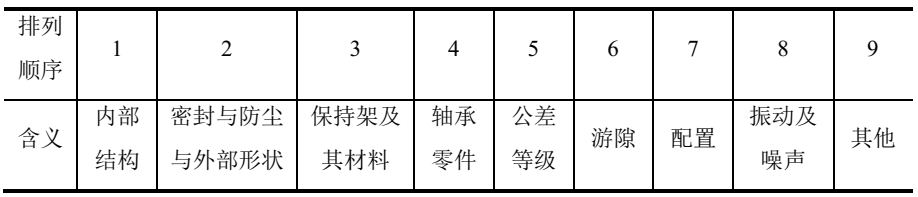 排列
顺序
1
2
3
4
5
6
7
8
9
含义
内部
结构
密封与防尘
与外部形状
保持架及
其材料
轴承
零件
公差
等级
游隙
配置
振动及
噪声
其他